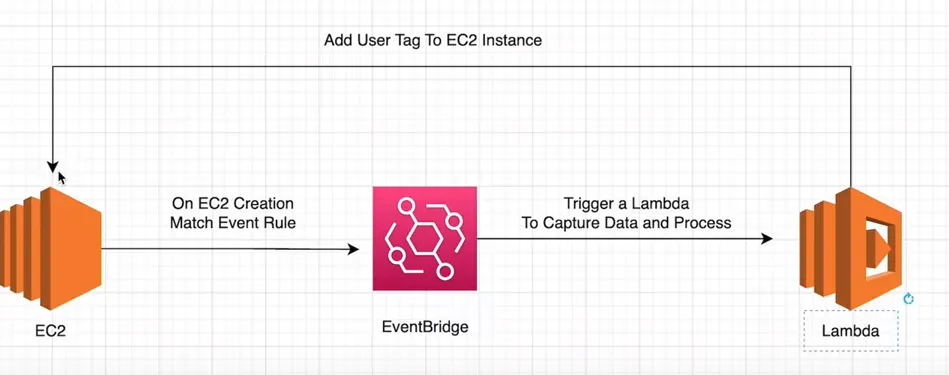 Add User Tag To EC2 Instance
On EC2 Creation
Match Event Rule
Trigger a Lambda
To Capture Data and Process
EC2
EventBridge
Lambda